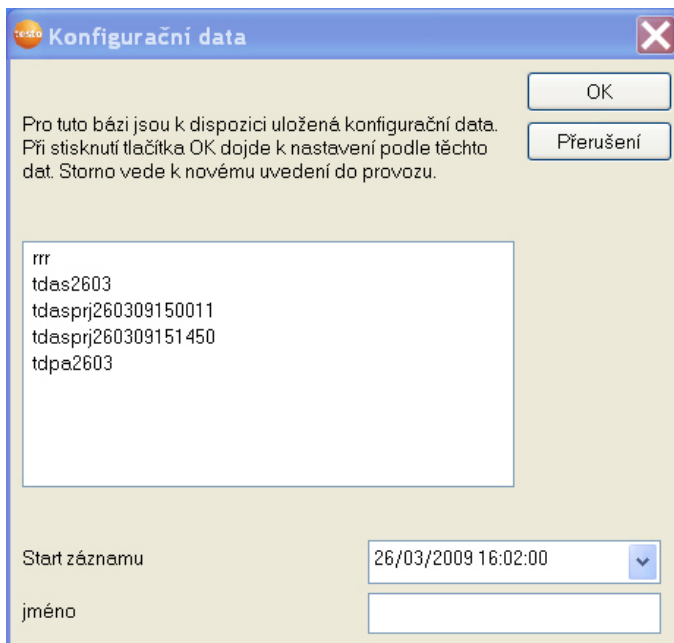 testo Konfigurační data
OK
Pro tuto bázi jsou k dispozici uložená konfigurační data.
Při stisknutí tlačítka OK dojde k nastavení podle těchto
dat. Storno vede k novému uvedení do provozu.
Přerušení
rrr
tdas2603
tdasprj260309150011
tdasprj260309151450
tdpa2603
Start záznamu 26/03/2009 16:02:00
jméno